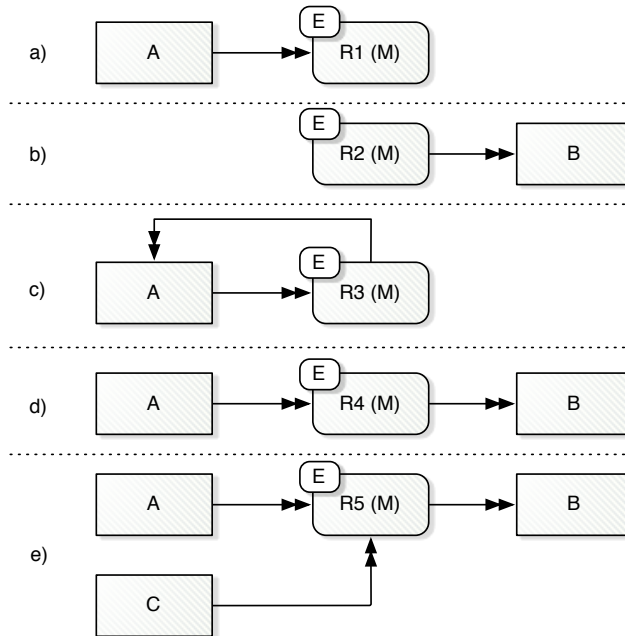 E
a) A R1 (M)
E
b) R2 (M) B
E
c) A R3 (M)
E
d) A R4 (M) B
E
A R5 (M) B
e)
C